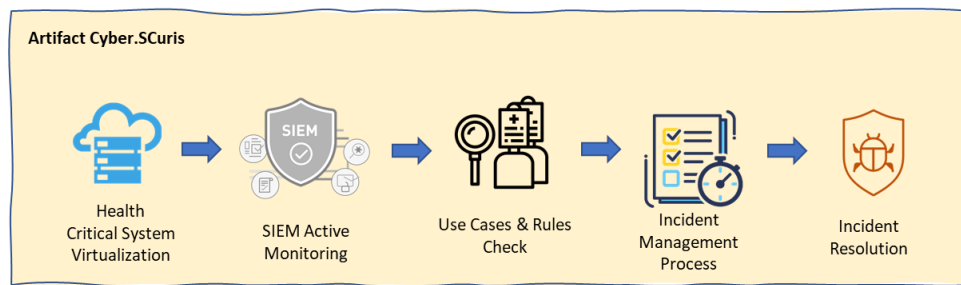 Artifact Cyber.SCuris
SIEM
Health
Critical System
Virtualization
SIEM Active
Monitoring
Use Cases & Rules
Check
Incident
Management
Process
Incident
Resolution